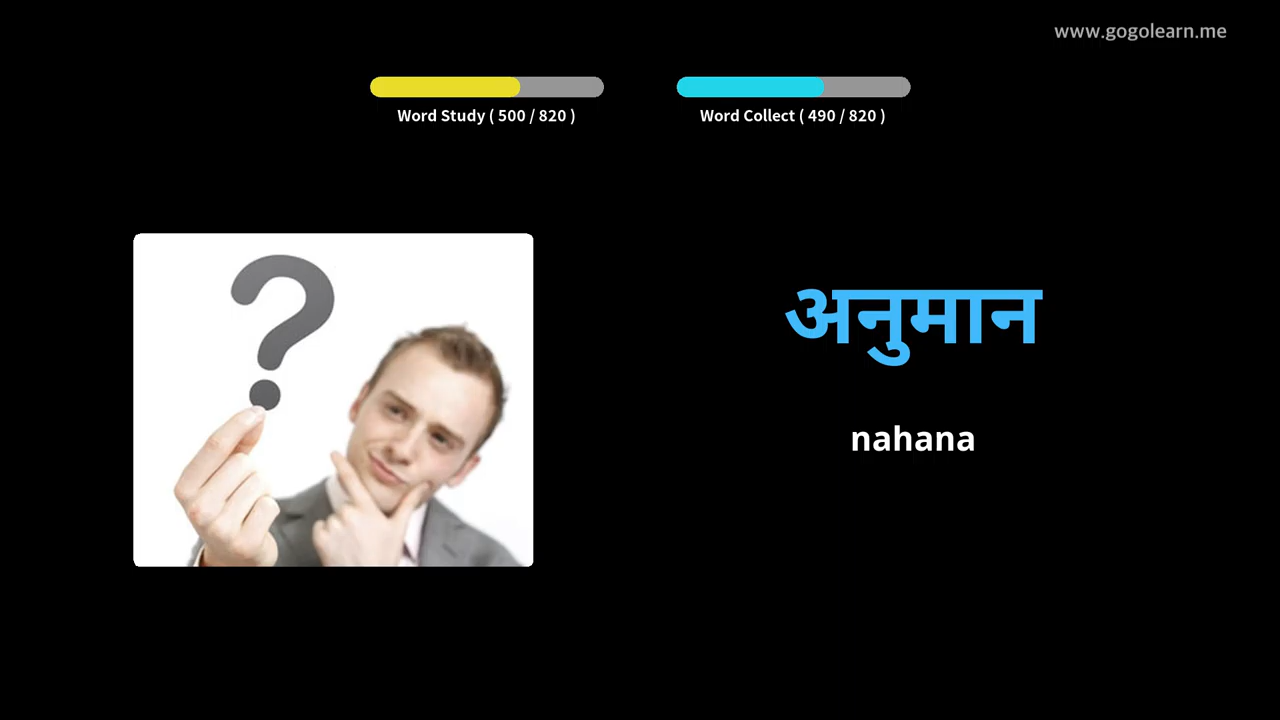 www.gogolearn.me
Word Study ( 500 / 820 )
Word Collect ( 490 / 820 )
?
अनुमान
nahana